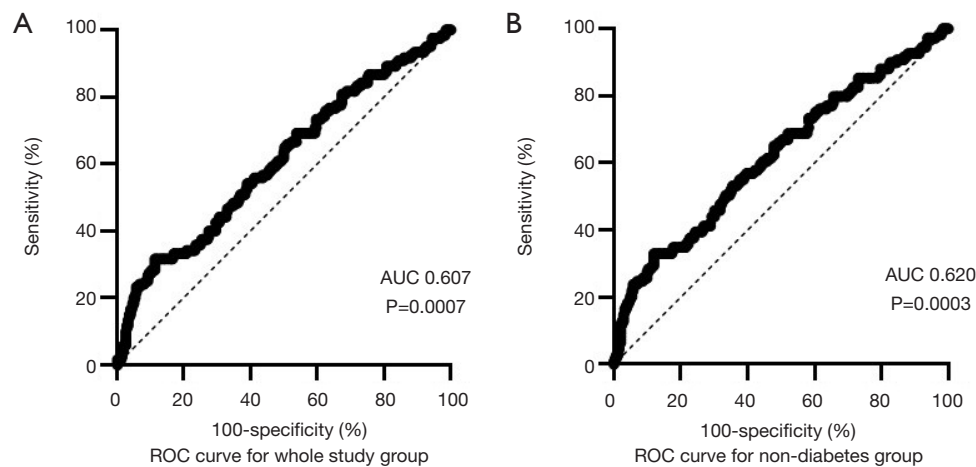 A
100
80
60
40
20
0
Sensitivity (%)
AUC 0.607
P=0.0007
0 20 40 60 80 100
100-specificity (%)
ROC curve for whole study group
B
100
80
60
40
20
0
Sensitivity (%)
AUC 0.620
P=0.0003
0 20 40 60 80 100
100-specificity (%)
ROC curve for non-diabetes group